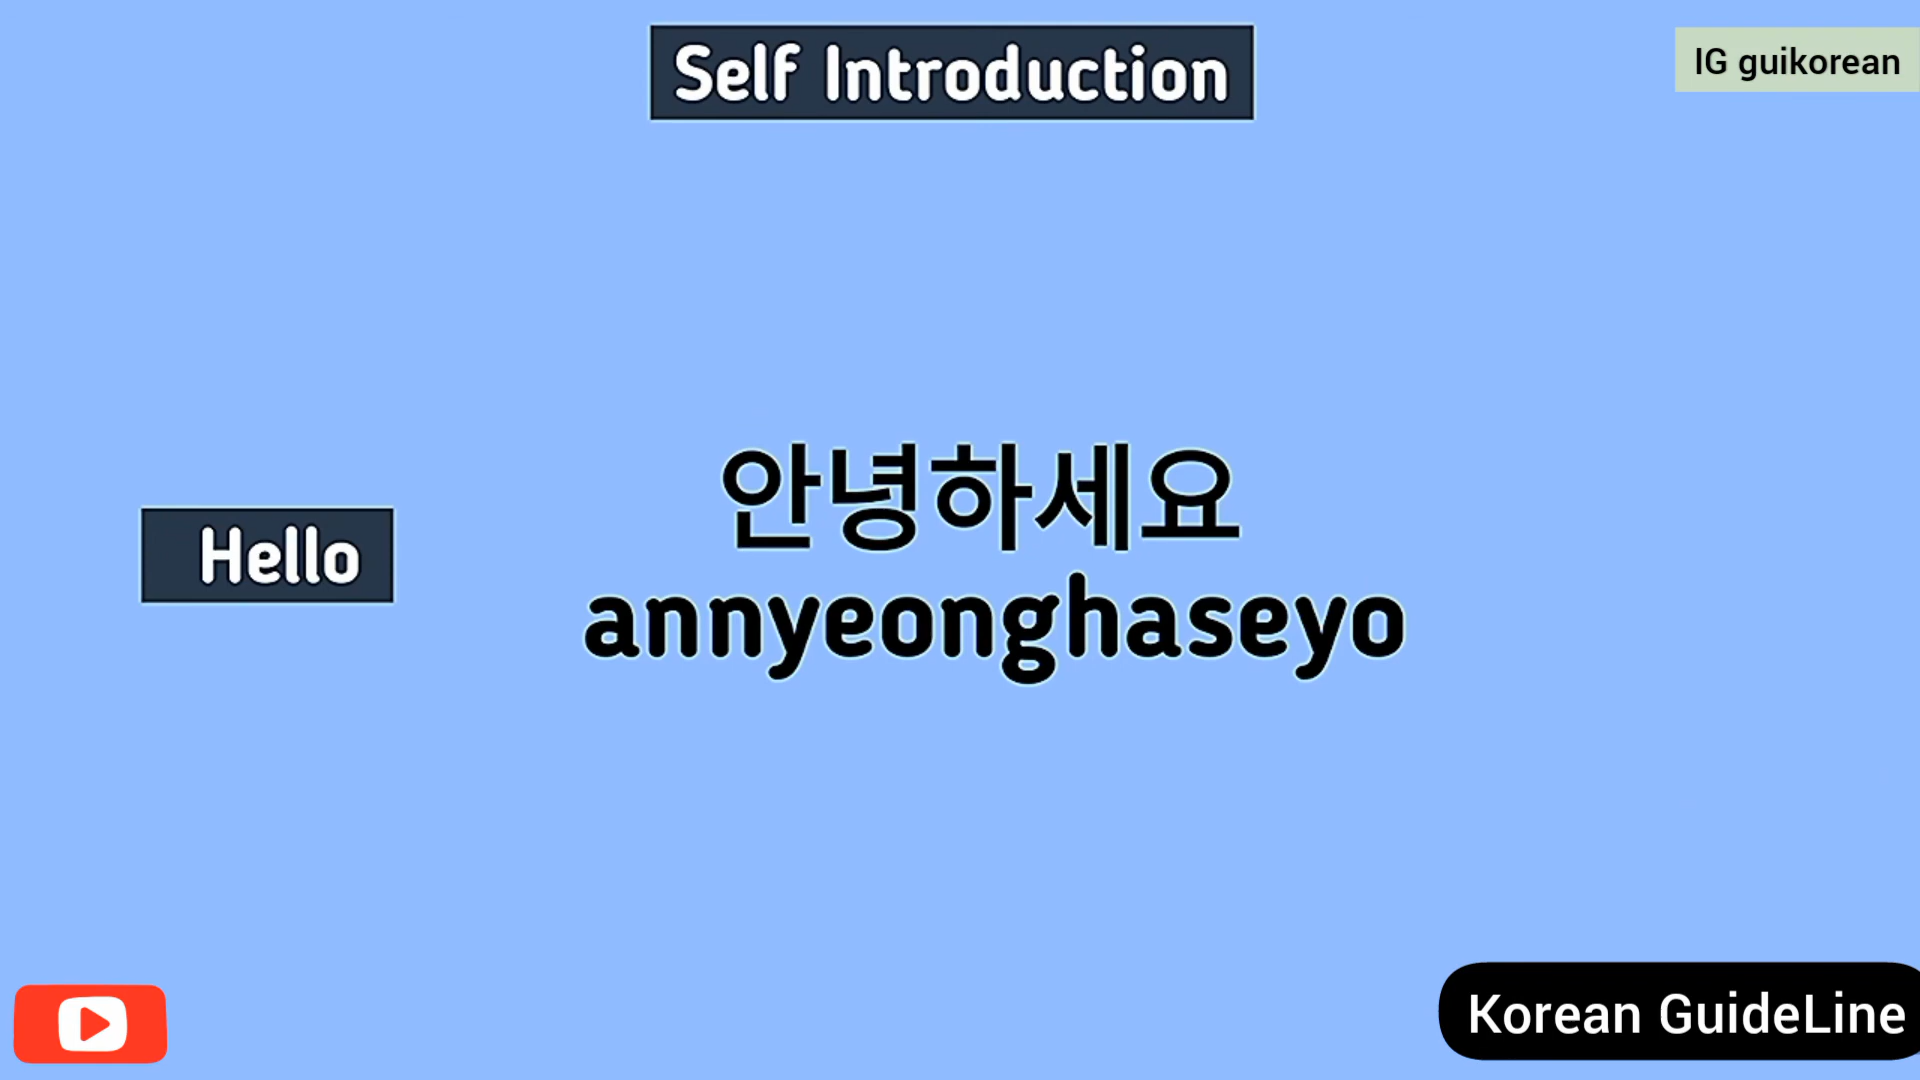 Self Introduction
IG guikorean
안녕하세요
Hello
annyeonghaseyo
Korean GuideLine